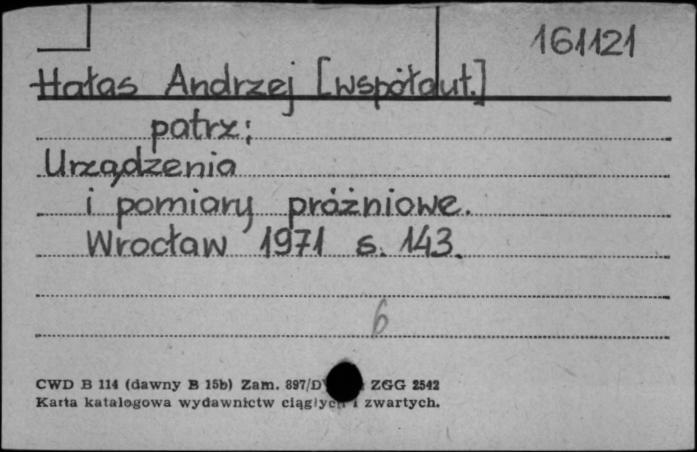 161121
Hałas Andrzej [współaut.]
patrz:
Urządzenia
i pomiary próżniowe.
Wrocław 1971 s. 143.
6
CWD B 114 (dawny B 15b) Zam. 897/D ZGG 2542
Karta katalogowa wydawnictw ciągłych i zwartych.